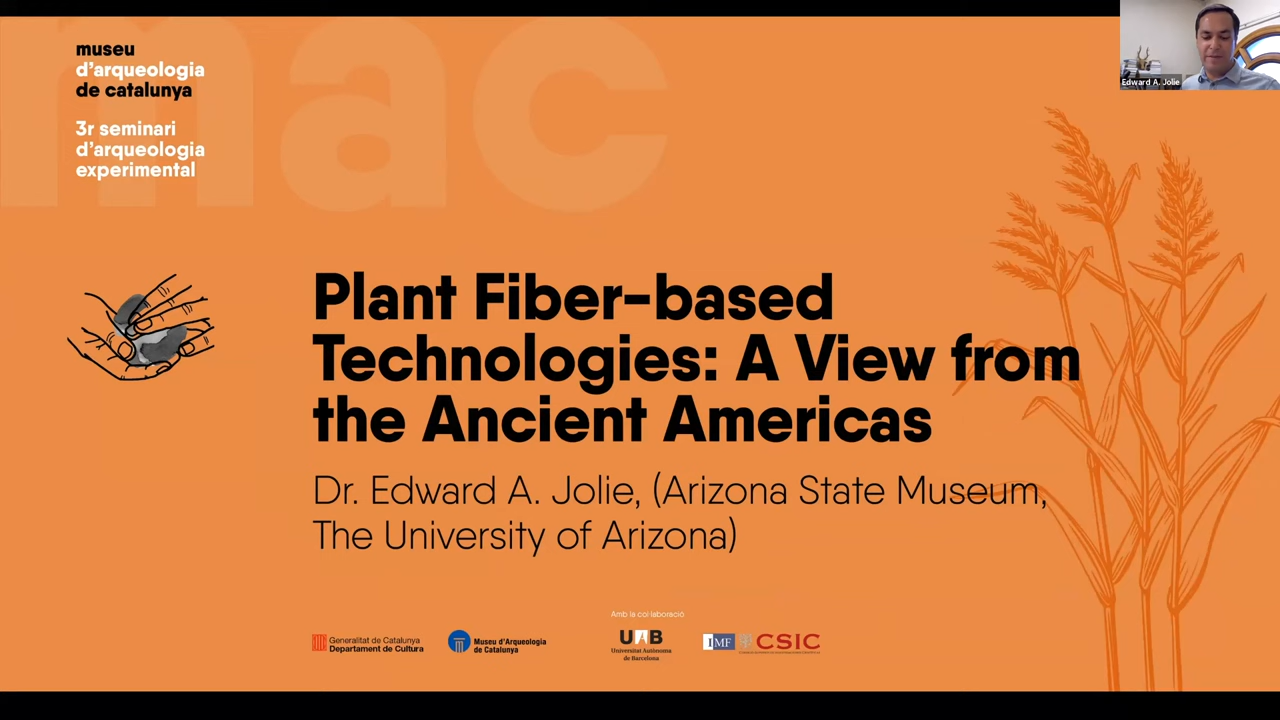 mac
museu
d'arqueologia
de catalunya
3r seminari
d'arqueologia
experimental
Edward A. Jolie
Plant Fiber-based
Technologies: A View from
the Ancient Americas
Dr. Edward A. Jolie, (Arizona State Museum,
The University of Arizona)
Amb la col·laboració
Generalitat de Catalunya
Departament de Cultura
Museu d'Arqueologia
de Catalunya
UAB
Universitat Autònoma
de Barcelona
IMF
CSIC